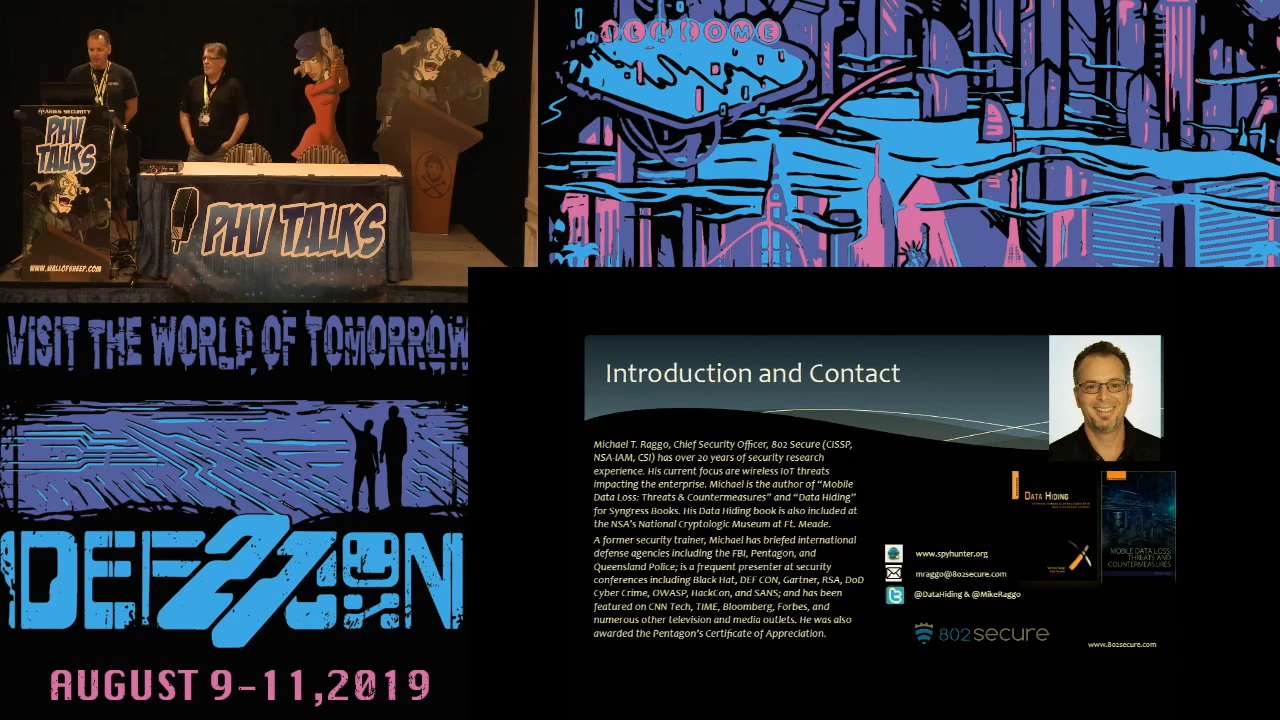 WELCOME
ARIES SECURITY
PHV
TALKS
WWW.WALLOFSHEEP.COM
PHV TALKS
VISIT THE WORLD OF TOMORROW
DEF CON
27
AUGUST 9-11,2019
Introduction and Contact
Michael T. Raggo, Chief Security Officer, 802 Secure (CISSP,
NSA-IAM, CSI) has over 20 years of security research
experience. His current focus are wireless IoT threats
impacting the enterprise. Michael is the author of “Mobile
Data Loss: Threats & Countermeasures” and “Data Hiding”
for Syngress Books. His Data Hiding book is also included at
the NSA’s National Cryptologic Museum at Ft. Meade.
A former security trainer, Michael has briefed international
defense agencies including the FBI, Pentagon, and
Queensland Police; is a frequent presenter at security
conferences including Black Hat, DEF CON, Gartner, RSA, DoD
Cyber Crime, OWASP, HackCon, and SANS; and has been
featured on CNN Tech, TIME, Bloomberg, Forbes, and
numerous other television and media outlets. He was also
awarded the Pentagon’s Certificate of Appreciation.
DATA HIDING
MOBILE DATA LOSS:
THREATS AND
COUNTERMEASURES
www.spyhunter.org
mraggo@802secure.com
@DataHiding & @MikeRaggo
802 secure
www.802secure.com